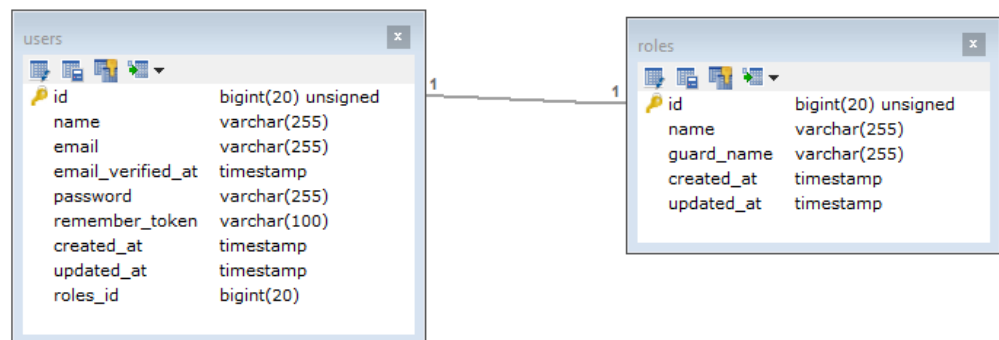 users
x
id bigint(20) unsigned
name varchar(255)
email varchar(255)
email_verified_at timestamp
password varchar(255)
remember_token varchar(100)
created_at timestamp
updated_at timestamp
roles_id bigint(20)
1
1
roles
x
id bigint(20) unsigned
name varchar(255)
guard_name varchar(255)
created_at timestamp
updated_at timestamp